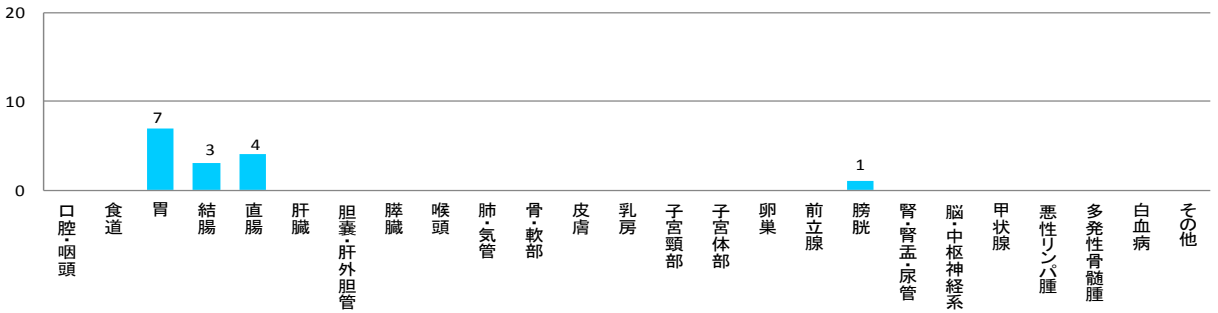 20
10
0
7
3
4
1
口腔・咽頭
食道
胃
結腸
直腸
肝臓
胆嚢・肝外胆管
膵臓
喉頭
肺・気管
骨・軟部
皮膚
乳房
子宮頸部
子宮体部
卵巣
前立腺
膀胱
腎・腎盂・尿管
脳・中枢神経系
甲状腺
悪性リンパ腫
多発性骨髄腫
白血病
その他